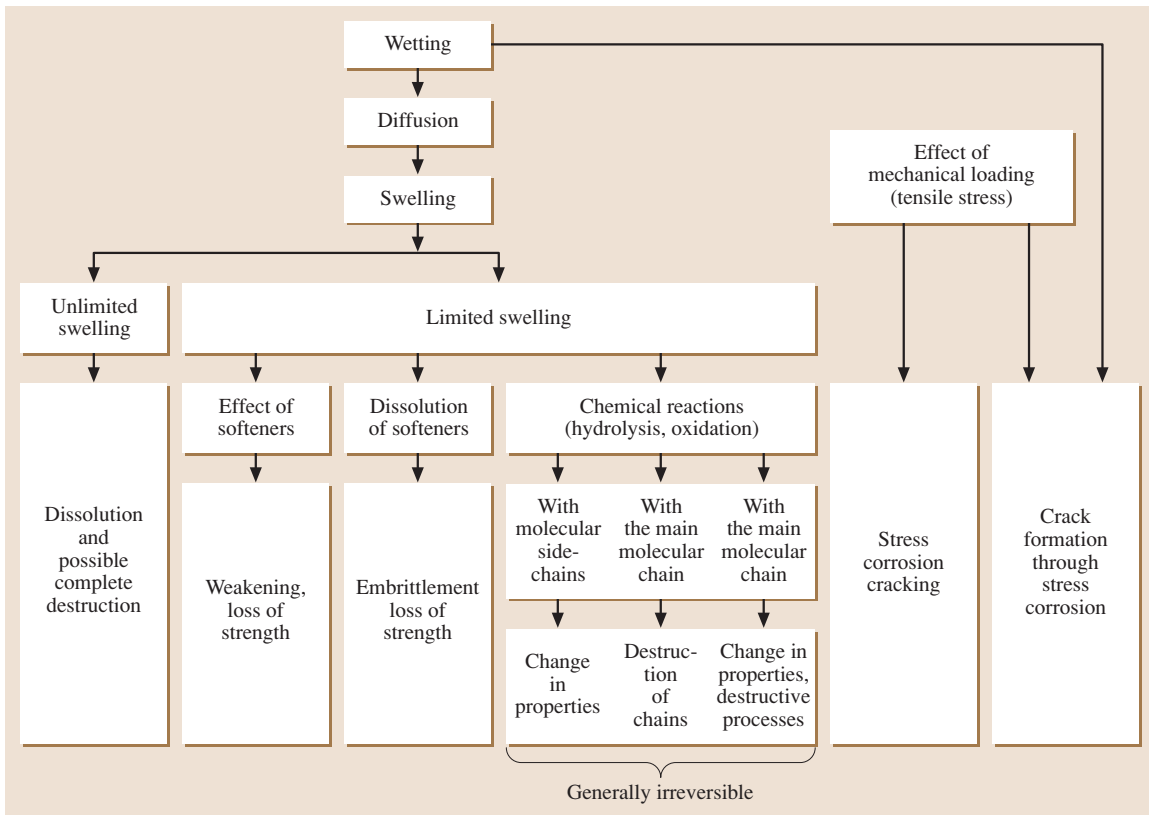 Wetting
Diffusion
Swelling
Effect of
mechanical loading
(tensile stress)
Unlimited
swelling
Limited swelling
Effect of
softeners
Dissolution
of softeners
Chemical reactions
(hydrolysis, oxidation)
Dissolution
and
possible
complete
destruction
Weakening,
loss of
strength
Embrittlement
loss of
strength
With
molecular
side-
chains
With
the main
molecular
chain
With
the main
molecular
chain
Change
in
properties
Destruc-
tion
of
chains
Change in
properties,
destructive
processes
Stress
corrosion
cracking
Crack
formation
through
stress
corrosion
Generally irreversible